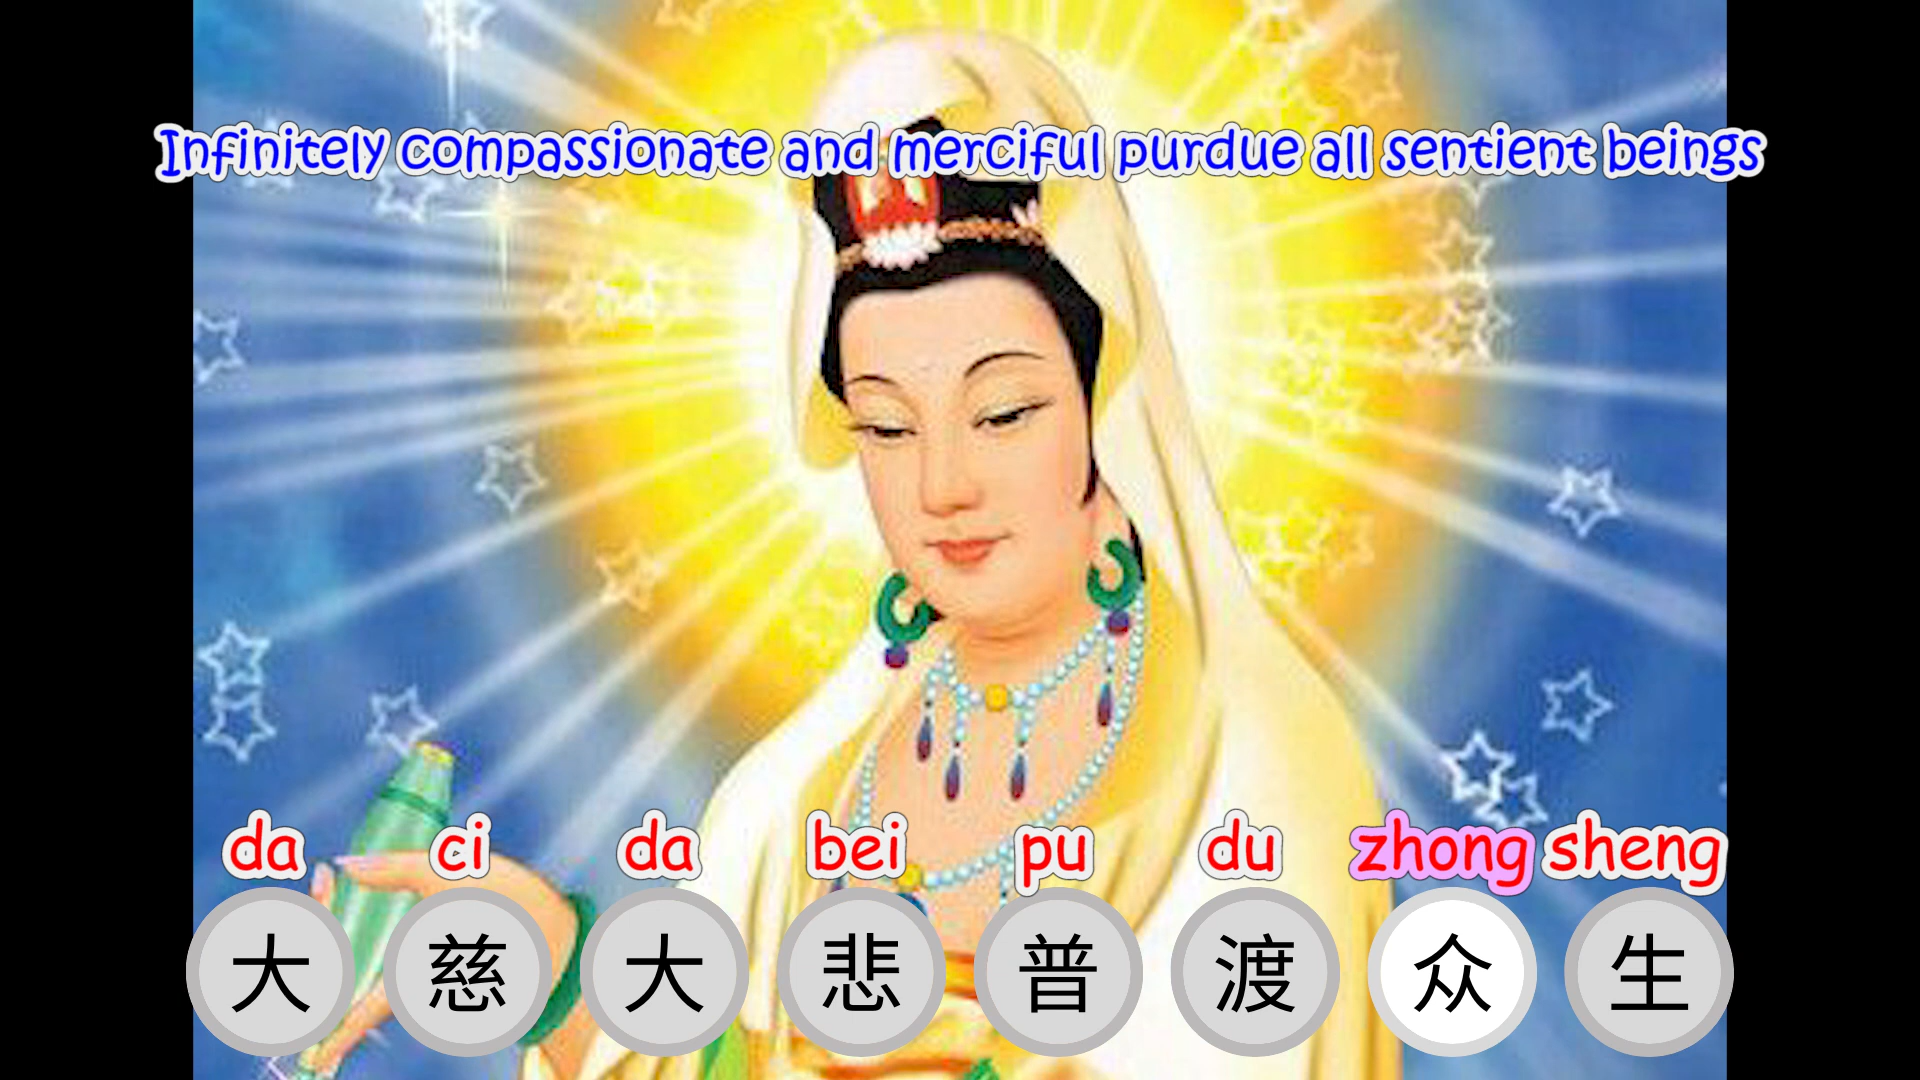 Infinitely compassionate and merciful purdue all sentient beings
da ci da bei pu du zhong sheng
大 慈 大 悲 普 渡 众 生